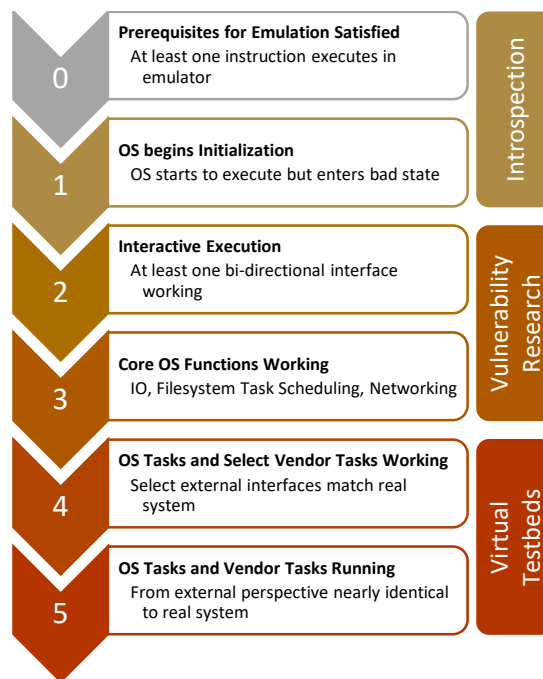 0
Prerequisites for Emulation Satisfied
At least one instruction executes in
emulator
1
OS begins Initialization
OS starts to execute but enters bad state
Introspection
2
Interactive Execution
At least one bi-directional interface
working
3
Core OS Functions Working
IO, Filesystem Task Scheduling, Networking
Vulnerability
Research
4
OS Tasks and Select Vendor Tasks Working
Select external interfaces match real
system
5
OS Tasks and Vendor Tasks Running
From external perspective nearly identical
to real system
Virtual
Testbeds